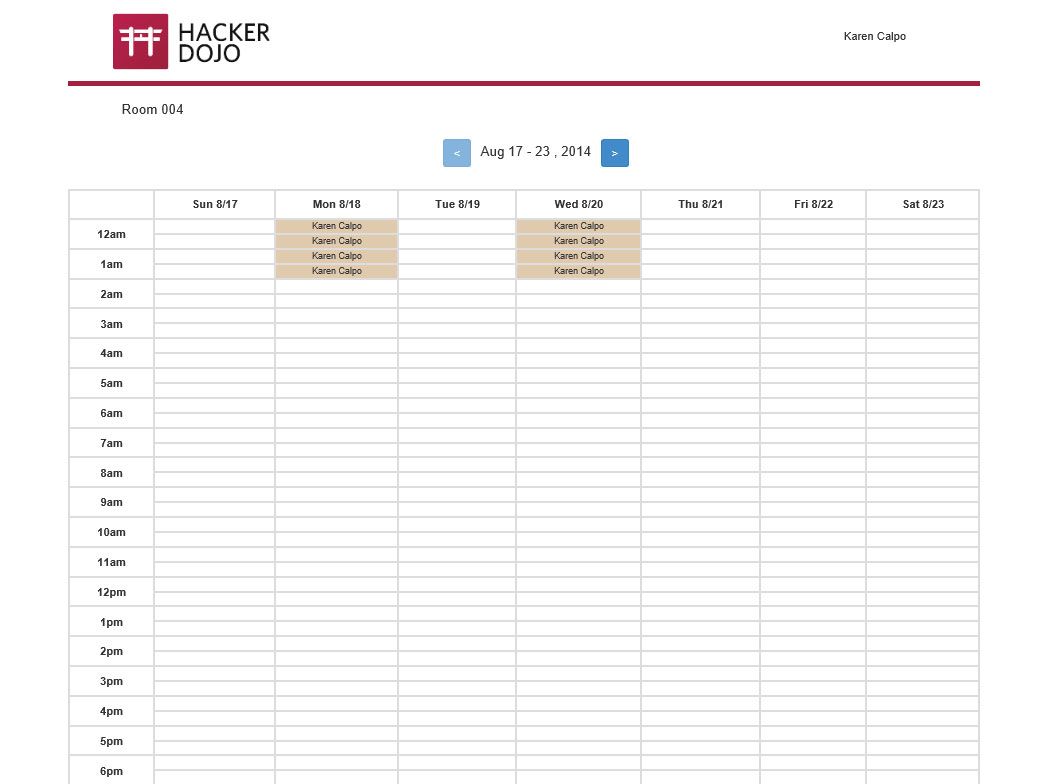 HACKER
DOJO
Karen Calpo
Room 004
< Aug 17 - 23 , 2014 >
Sun 8/17 Mon 8/18 Tue 8/19 Wed 8/20 Thu 8/21 Fri 8/22 Sat 8/23
12am Karen Calpo Karen Calpo
Karen Calpo Karen Calpo
1am Karen Calpo Karen Calpo
Karen Calpo Karen Calpo
2am
3am
4am
5am
6am
7am
8am
9am
10am
11am
12pm
1pm
2pm
3pm
4pm
5pm
6pm